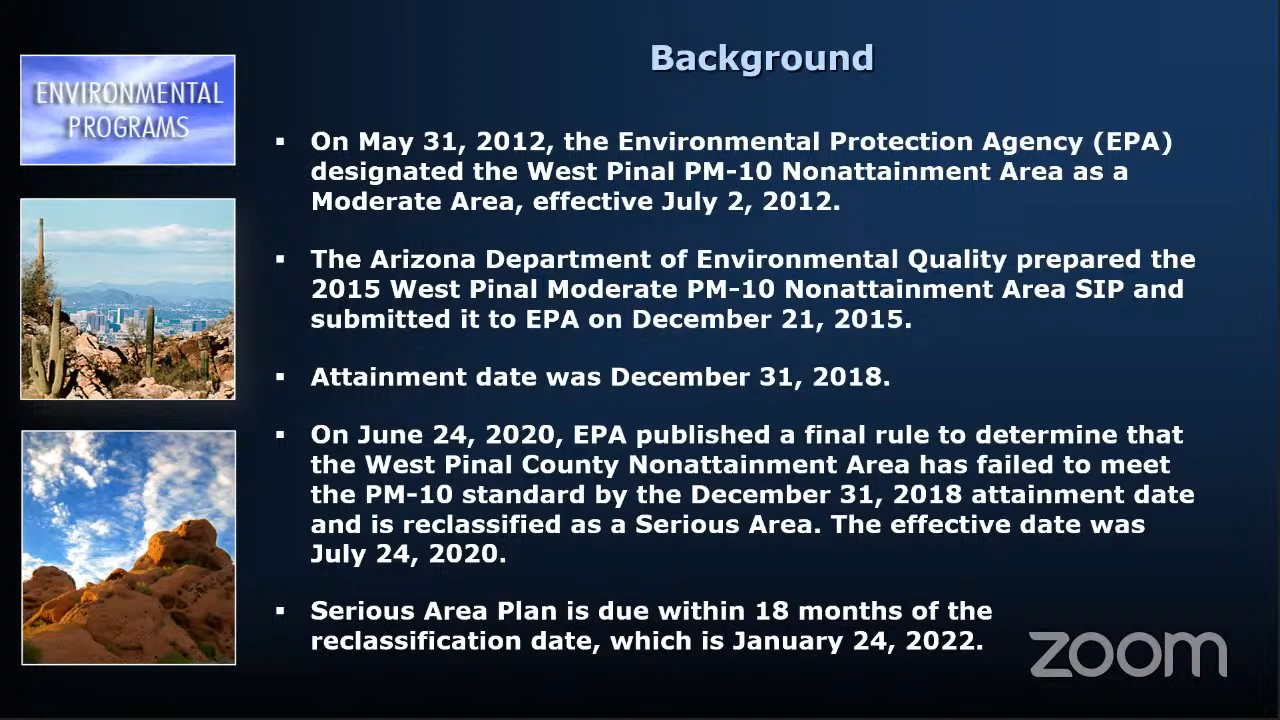 Background
ENVIRONMENTAL
PROGRAMS
▪ On May 31, 2012, the Environmental Protection Agency (EPA)
designated the West Pinal PM-10 Nonattainment Area as a
Moderate Area, effective July 2, 2012.
▪ The Arizona Department of Environmental Quality prepared the
2015 West Pinal Moderate PM-10 Nonattainment Area SIP and
submitted it to EPA on December 21, 2015.
▪ Attainment date was December 31, 2018.
▪ On June 24, 2020, EPA published a final rule to determine that
the West Pinal County Nonattainment Area has failed to meet
the PM-10 standard by the December 31, 2018 attainment date
and is reclassified as a Serious Area. The effective date was
July 24, 2020.
▪ Serious Area Plan is due within 18 months of the
reclassification date, which is January 24, 2022.
zoom